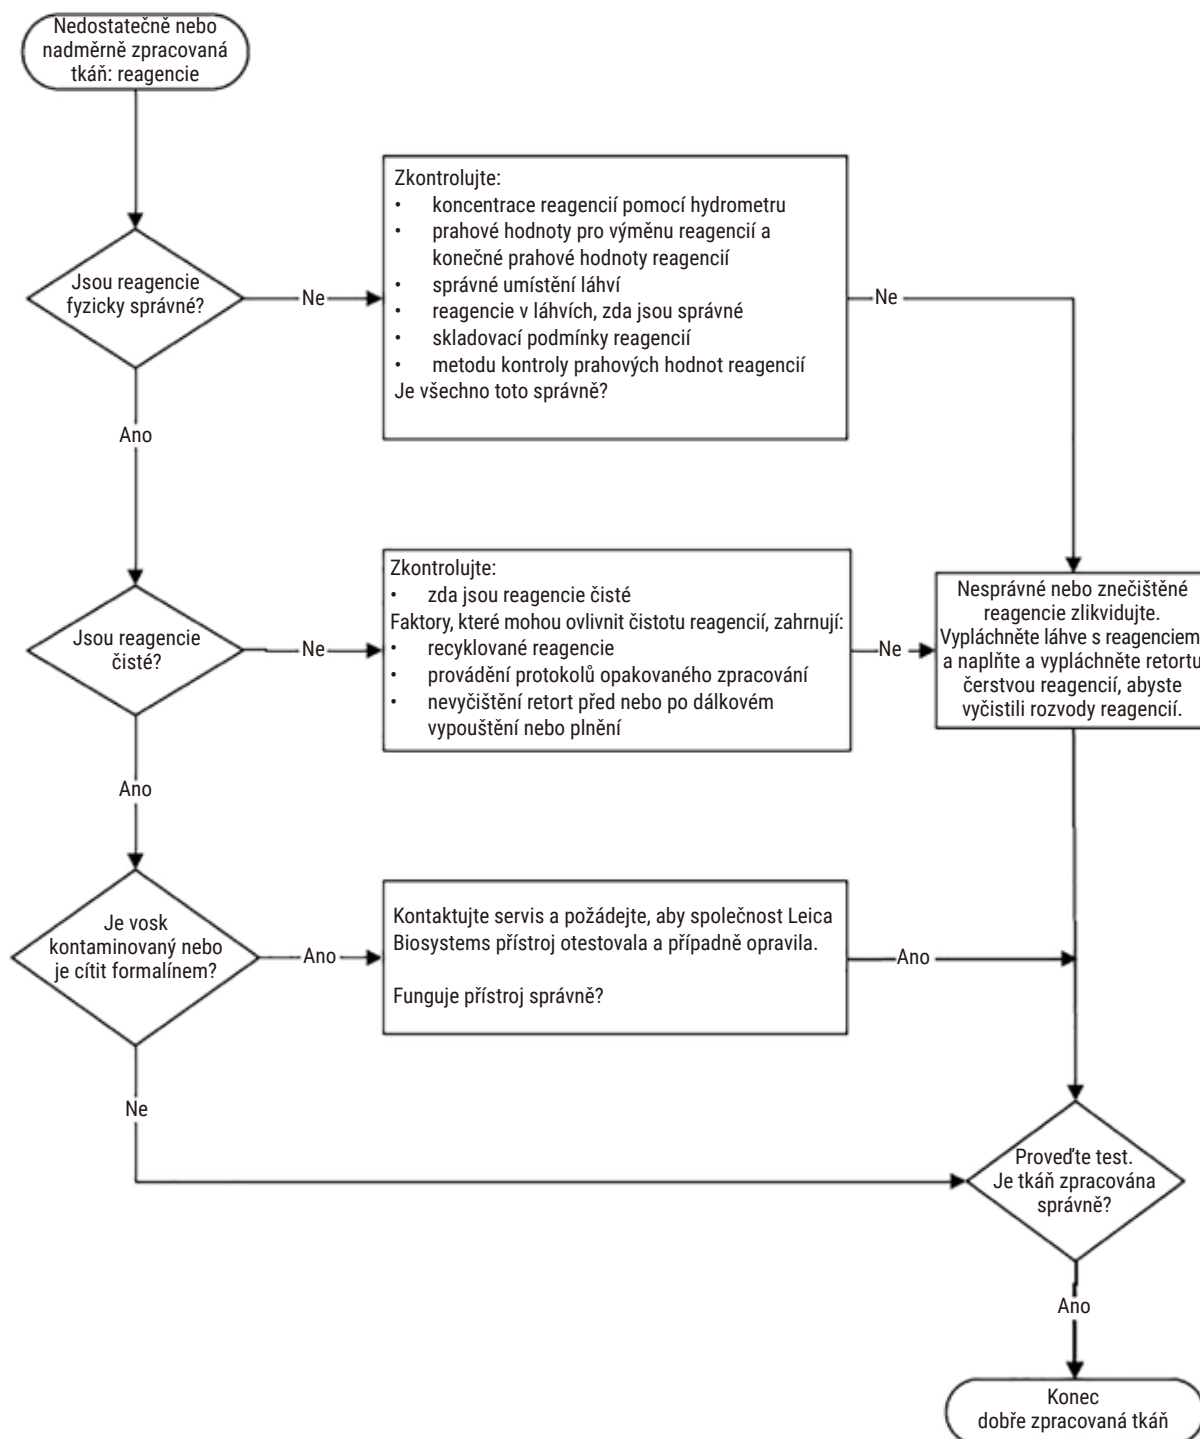 Nedostatečně nebo
nadměrně zpracovaná
tkáň: reagencie
Zkontrolujte:
• koncentrace reagencií pomocí hydrometru
• prahové hodnoty pro výměnu reagencií a
konečné prahové hodnoty reagencií
• správné umístění láhví
• reagencie v láhvích, zda jsou správné
• skladovací podmínky reagencií
• metodu kontroly prahových hodnot reagencií
Je všechno toto správně?
Jsou reagencie
fyzicky správné?
Ne
Ne
Ano
Zkontrolujte:
• zda jsou reagencie čisté
Faktory, které mohou ovlivnit čistotu reagencií, zahrnují:
• recyklované reagencie
• provádění protokolů opakovaného zpracování
• nevyčištění retort před nebo po dálkovém
vypouštění nebo plnění
Jsou reagencie
čisté?
Ne
Ne
Nesprávné nebo znečištěné
reagencie zlikvidujte.
Vypláchněte láhve s reagenciem
a naplňte a vypláchněte retortu
čerstvou reagencií, abyste
vyčistili rozvody reagencií.
Ano
Je vosk
kontaminovaný nebo
je cítit formalínem?
Ano
Kontaktujte servis a požádejte, aby společnost Leica
Biosystems přístroj otestovala a případně opravila.
Funguje přístroj správně?
Ano
Ne
Proveďte test.
Je tkáň zpracována
správně?
Ano
Konec
dobře zpracovaná tkáň